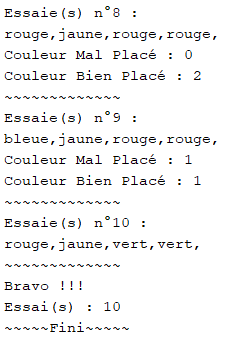 Essaie(s) n°8 :
rouge,jaune,rouge,rouge,
Couleur Mal Placé : 0
Couleur Bien Placé : 2
~~~~~~~~~~~~~
Essaie(s) n°9 :
bleue,jaune,rouge,rouge,
Couleur Mal Placé : 1
Couleur Bien Placé : 1
~~~~~~~~~~~~~
Essaie(s) n°10 :
rouge,jaune,vert,vert,
~~~~~~~~~~~~~
Bravo !!!
Essai(s) : 10
~~~~~Fini~~~~~